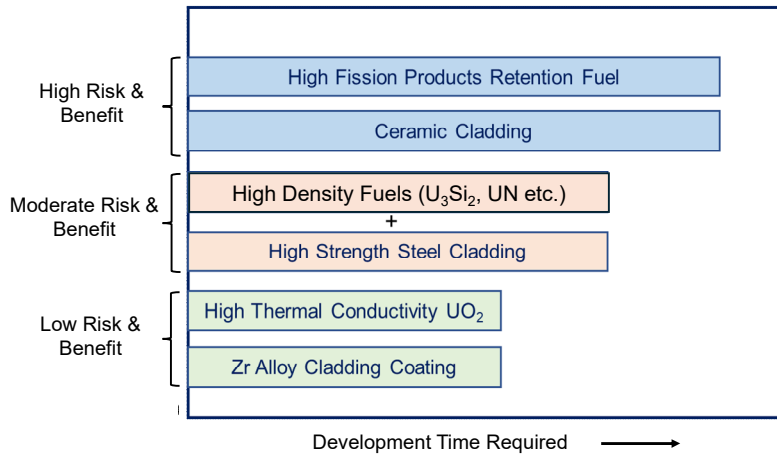 High Risk &
Benefit
High Fission Products Retention Fuel
Ceramic Cladding
Moderate Risk &
Benefit
High Density Fuels (U₃Si₂, UN etc.)
+
High Strength Steel Cladding
Low Risk &
Benefit
High Thermal Conductivity UO₂
Zr Alloy Cladding Coating
Development Time Required